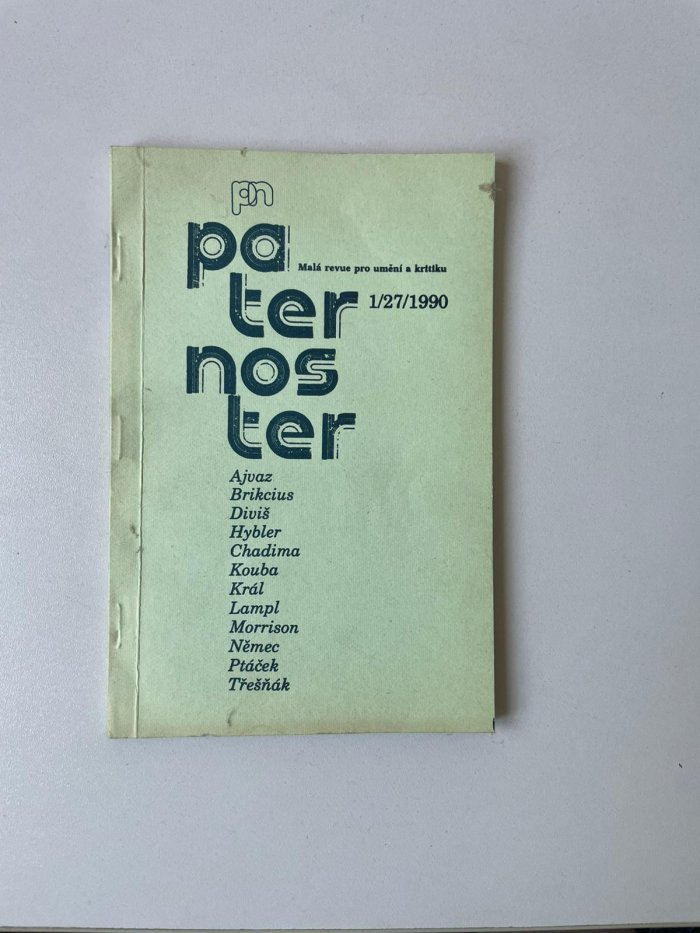 pn
pa
Malá revue pro umění a kritiku
ter 1/27/1990
nos
ter
Ajvaz
Brikcius
Diviš
Hybler
Chadima
Kouba
Král
Lampl
Morrison
Němec
Ptáček
Třešňák